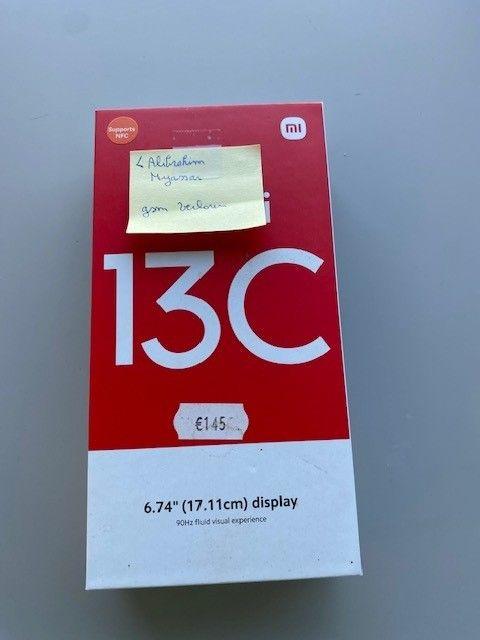 Supports
NFC
mi
Alibrahim
Myassar
gsm verloren
13C
€145
6.74" (17.11cm) display
90Hz fluid visual experience